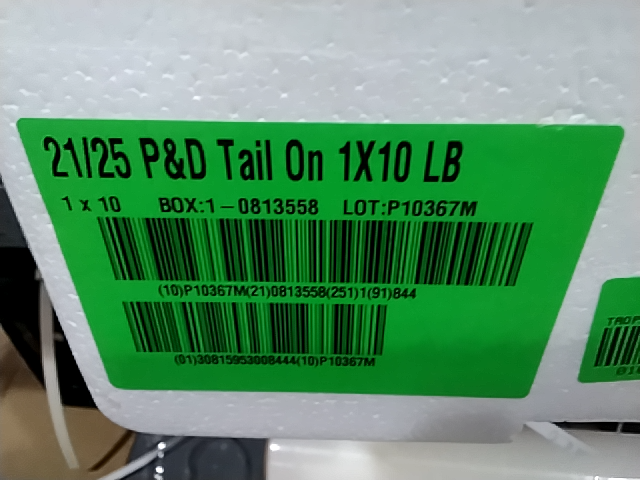 21/25 P&D Tail On 1X10 LB
1 x 10 BOX:1-0813558 LOT:P10367M
(10)P10367M(21)0813558(251)1(91)844
(01)30815953008444(10)P10367M
TROP